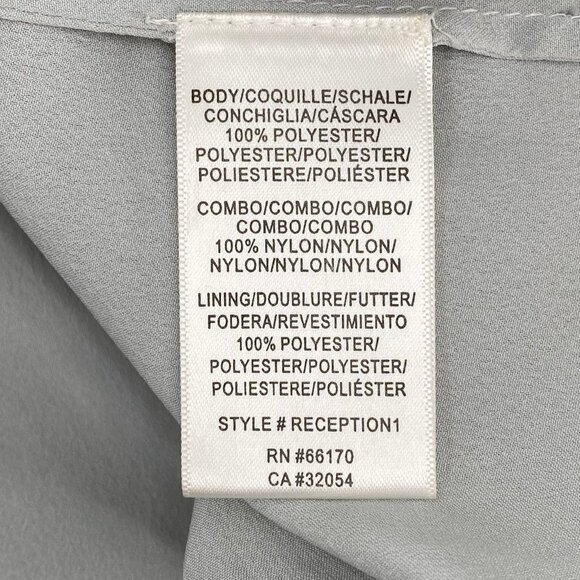 BODY/COQUILLE/SCHALE/
CONCHIGLIA/CÁSCARA
100% POLYESTER/
POLYESTER/POLYESTER/
POLIESTERE/POLIÉSTER
COMBO/COMBO/COMBO/
COMBO/COMBO
100% NYLON/NYLON/
NYLON/NYLON/NYLON
LINING/DOUBLURE/FUTTER/
FODERA/REVESTIMIENTO
100% POLYESTER/
POLYESTER/POLYESTER/
POLIESTERE/POLIÉSTER
STYLE # RECEPTION1
RN #66170
CA #32054